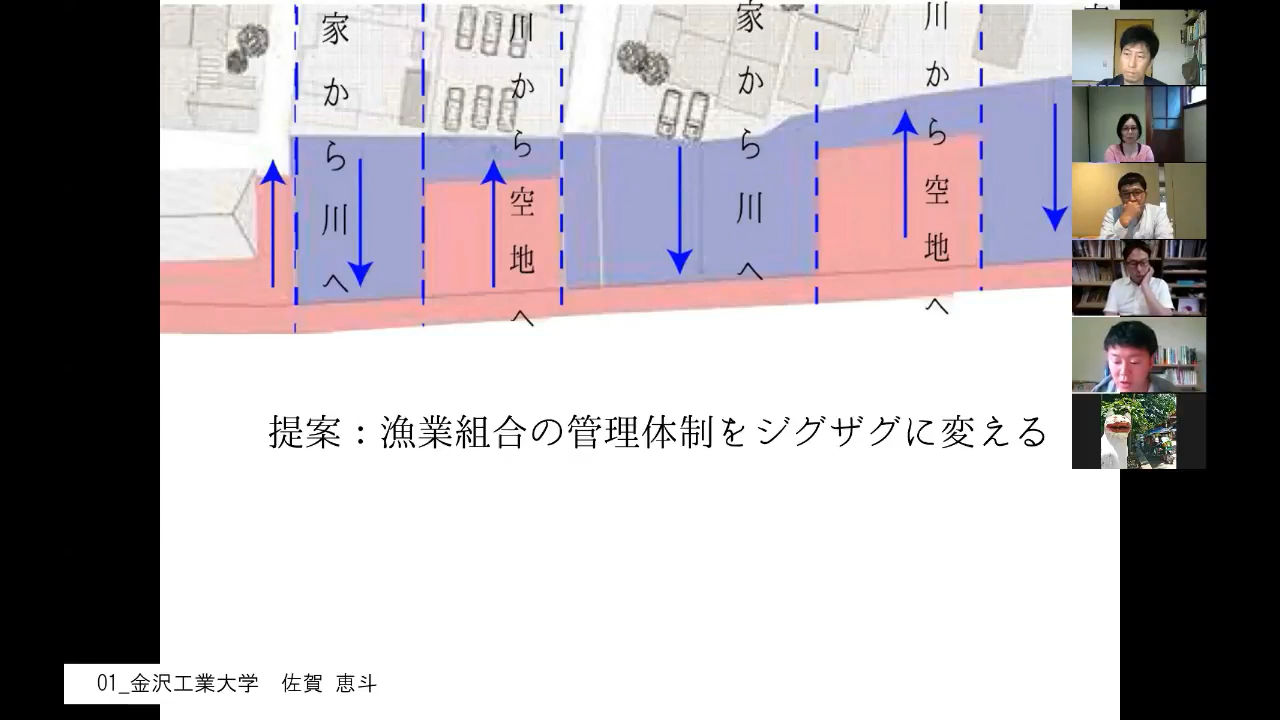 家から川へ
川から空地へ
家から川へ
川から空地へ
提案：漁業組合の管理体制をジグザグに変える
01_金沢工業大学　佐賀 恵斗